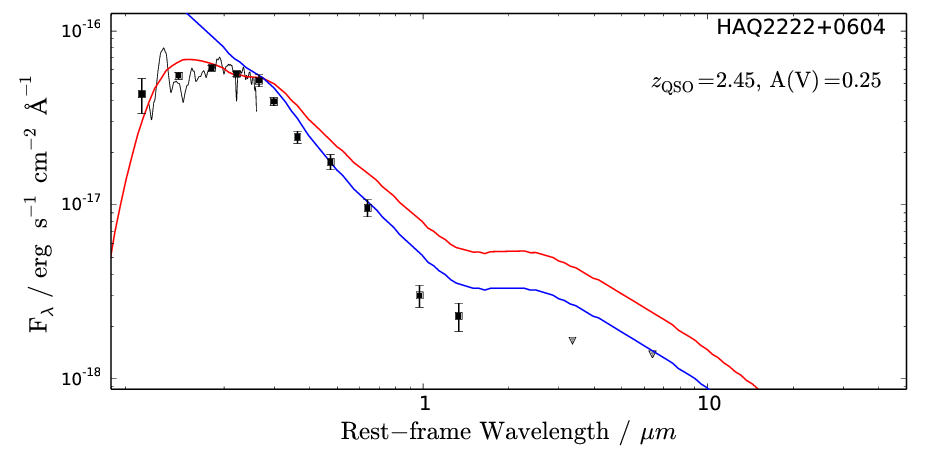 HAQ2222+0604
z_QSO=2.45, A(V)=0.25
F_λ / erg s⁻¹ cm⁻² Å⁻¹
10⁻¹⁶
10⁻¹⁷
10⁻¹⁸
1 10
Rest−frame Wavelength / μm